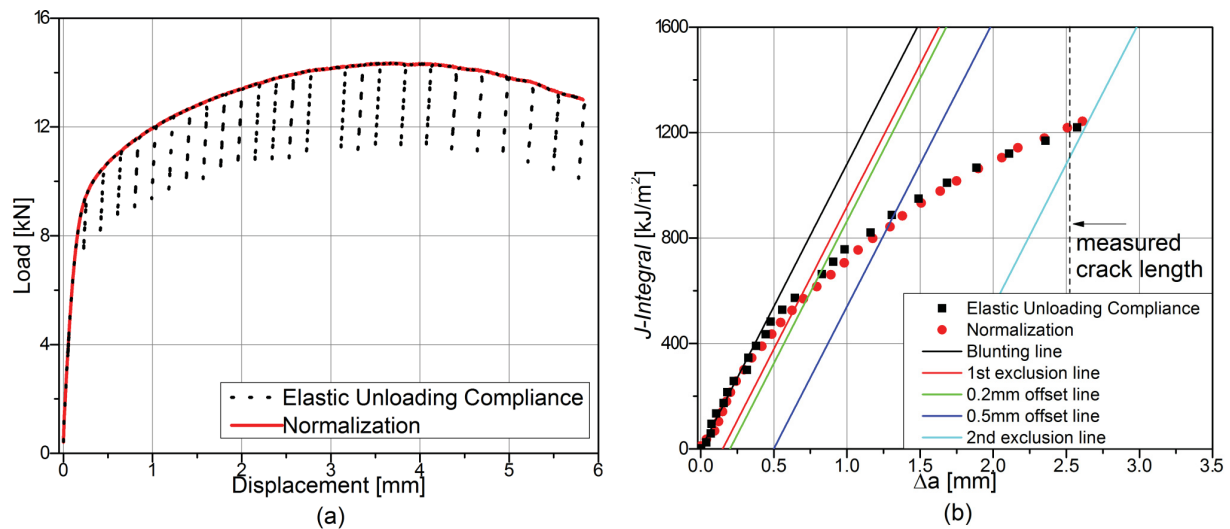 16
12
8
4
0
Load [kN]
0 1 2 3 4 5 6
Displacement [mm]
Elastic Unloading Compliance
Normalization
(a)
1600
1200
800
400
0
J-Integral [kJ/m²]
measured
crack length
Elastic Unloading Compliance
Normalization
Blunting line
1st exclusion line
0.2mm offset line
0.5mm offset line
2nd exclusion line
0.0 0.5 1.0 1.5 2.0 2.5 3.0 3.5
Δa [mm]
(b)